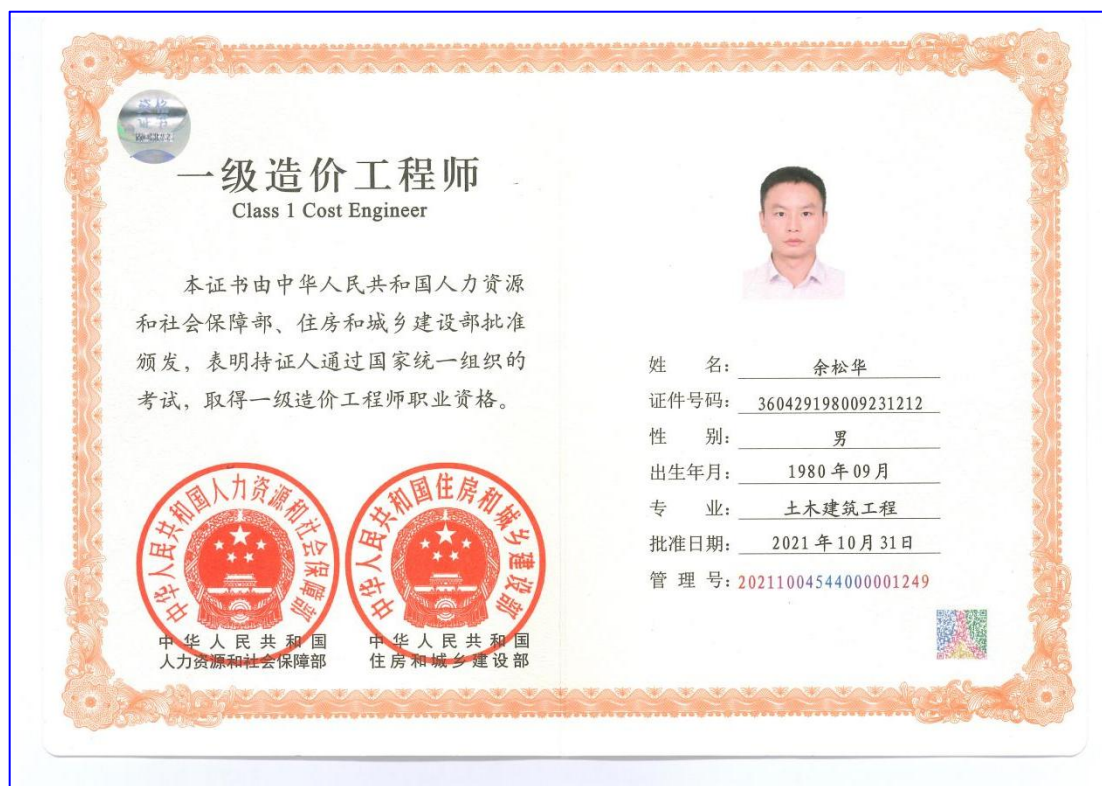 资格
证书
一级造价工程师
Class 1 Cost Engineer
本证书由中华人民共和国人力资源
和社会保障部、住房和城乡建设部批准
颁发，表明持证人通过国家统一组织的
考试，取得一级造价工程师职业资格。
中华人民共和国人力资源和社会保障部
中华人民共和国
人力资源和社会保障部
中华人民共和国住房和城乡建设部
中华人民共和国
住房和城乡建设部
姓 名：余松华
证件号码：360429198009231212
性 别：男
出生年月：1980年09月
专 业：土木建筑工程
批准日期：2021年10月31日
管 理 号：20211004544000001249